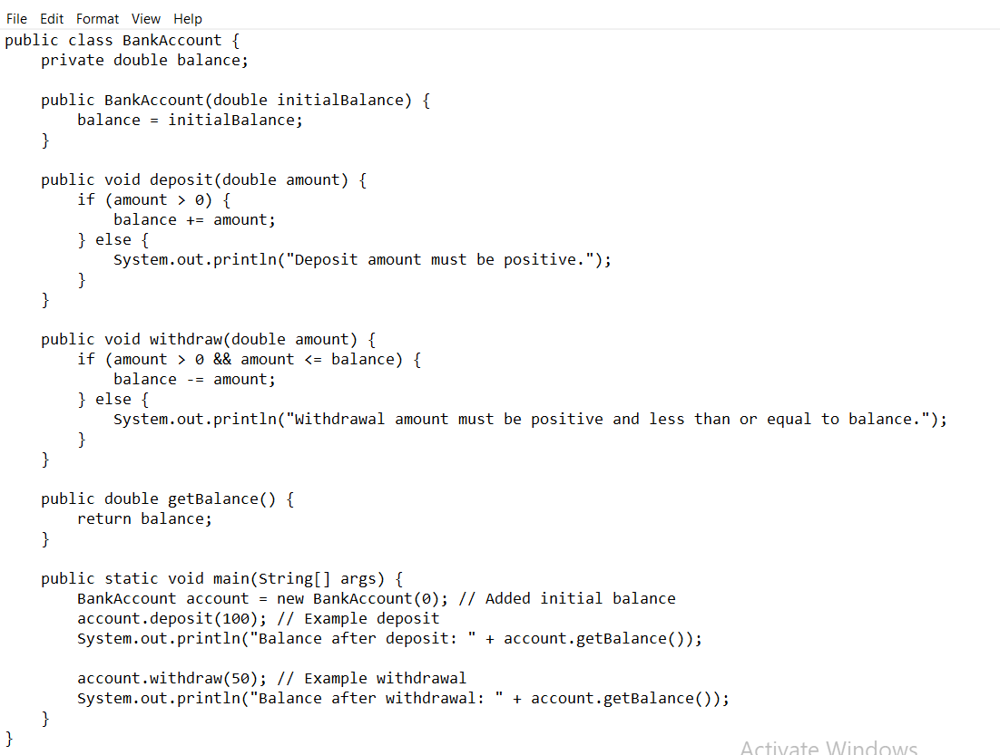 File Edit Format View Help
public class BankAccount {
    private double balance;

    public BankAccount(double initialBalance) {
        balance = initialBalance;
    }

    public void deposit(double amount) {
        if (amount > 0) {
            balance += amount;
        } else {
            System.out.println("Deposit amount must be positive.");
        }
    }

    public void withdraw(double amount) {
        if (amount > 0 && amount <= balance) {
            balance -= amount;
        } else {
            System.out.println("Withdrawal amount must be positive and less than or equal to balance.");
        }
    }

    public double getBalance() {
        return balance;
    }

    public static void main(String[] args) {
        BankAccount account = new BankAccount(0); // Added initial balance
        account.deposit(100); // Example deposit
        System.out.println("Balance after deposit: " + account.getBalance());

        account.withdraw(50); // Example withdrawal
        System.out.println("Balance after withdrawal: " + account.getBalance());
    }
}
Activate Windows